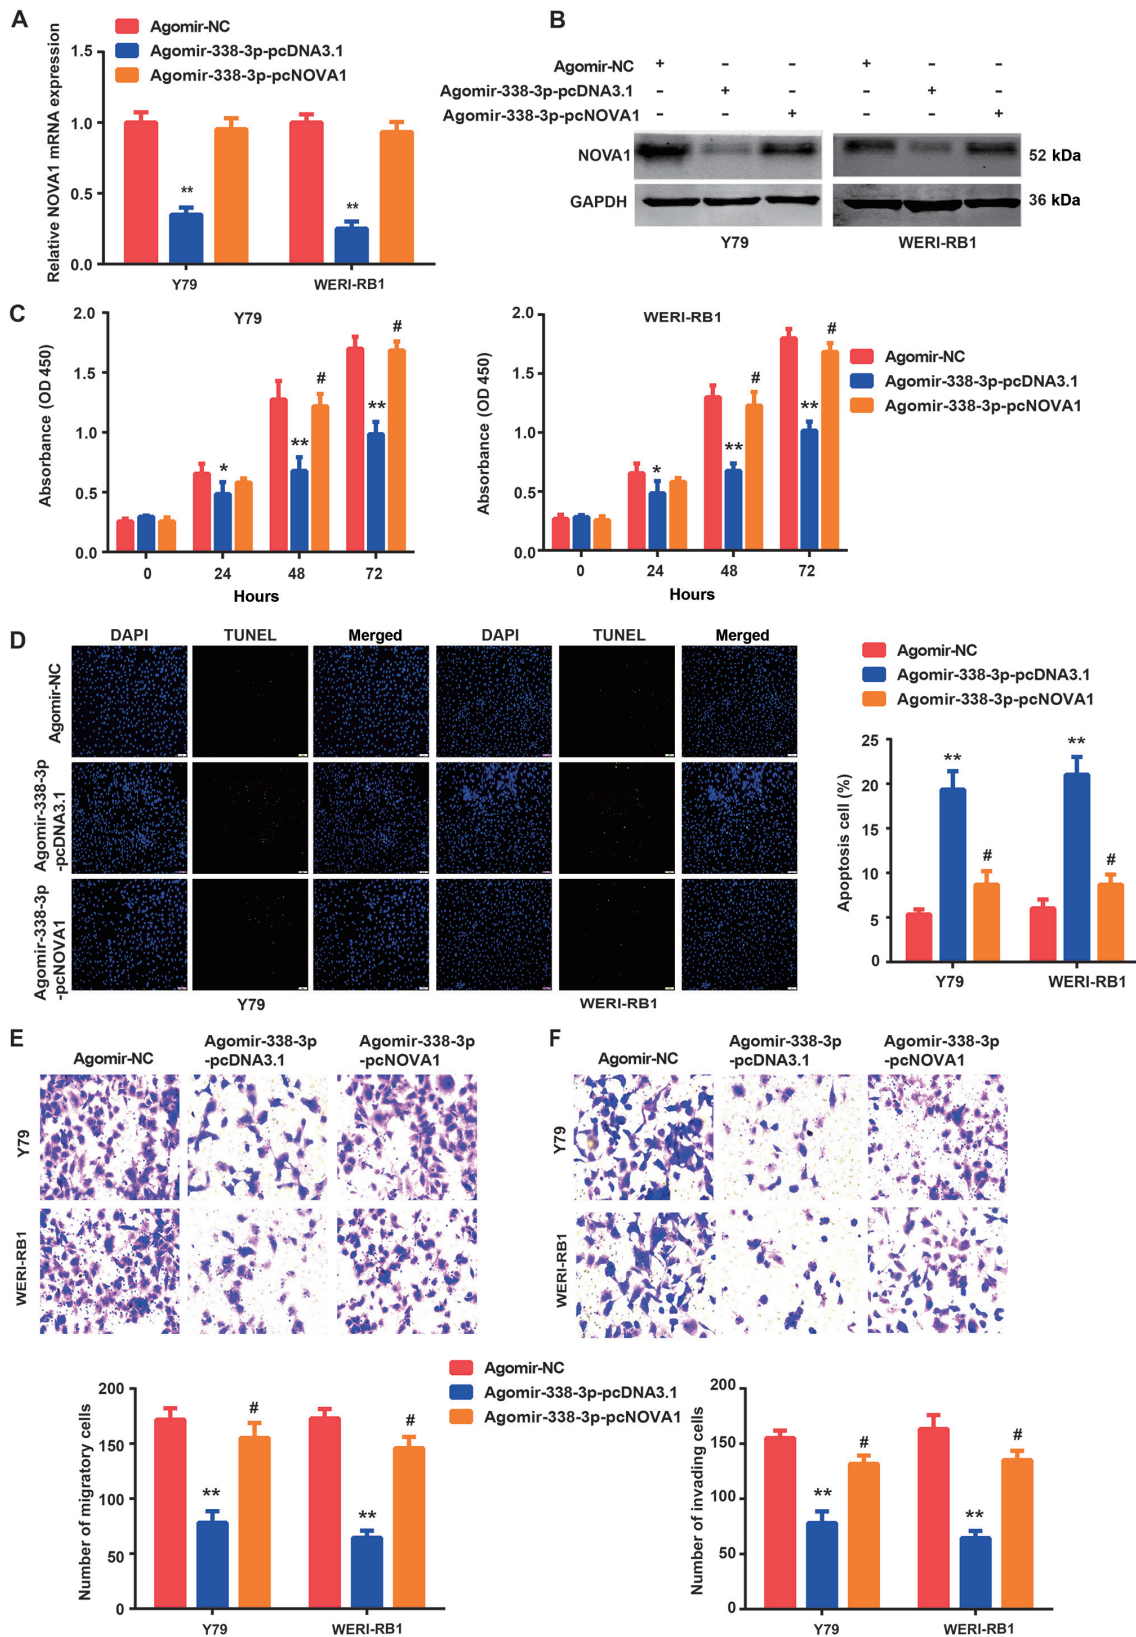 A
Agomir-NC
Agomir-338-3p-pcDNA3.1
Agomir-338-3p-pcNOVA1
Relative NOVA1 mRNA expression
1.5
1.0
0.5
0.0
**
**
Y79
WERI-RB1
B
Agomir-NC + - - + - -
Agomir-338-3p-pcDNA3.1 - + - - + -
Agomir-338-3p-pcNOVA1 - - + - - +
NOVA1
52 kDa
GAPDH
36 kDa
Y79
WERI-RB1
C
Y79
Absorbance (OD 450)
2.0
1.5
1.0
0.5
0.0
*
**
#
**
#
0 24 48 72
Hours
WERI-RB1
Absorbance (OD 450)
2.0
1.5
1.0
0.5
0.0
*
**
#
**
#
0 24 48 72
Hours
Agomir-NC
Agomir-338-3p-pcDNA3.1
Agomir-338-3p-pcNOVA1
D
DAPI TUNEL Merged DAPI TUNEL Merged
Agomir-NC
Agomir-338-3p
-pcDNA3.1
Agomir-338-3p
-pcNOVA1
Y79
WERI-RB1
Agomir-NC
Agomir-338-3p-pcDNA3.1
Agomir-338-3p-pcNOVA1
Apoptosis cell (%)
25
20
15
10
5
0
**
#
**
#
Y79
WERI-RB1
E
Agomir-NC
Agomir-338-3p
-pcDNA3.1
Agomir-338-3p
-pcNOVA1
Y79
WERI-RB1
Agomir-NC
Agomir-338-3p-pcDNA3.1
Agomir-338-3p-pcNOVA1
Number of migratory cells
200
150
100
50
0
**
#
**
#
Y79
WERI-RB1
F
Agomir-NC
Agomir-338-3p
-pcDNA3.1
Agomir-338-3p
-pcNOVA1
Y79
WERI-RB1
Number of invading cells
200
150
100
50
0
**
#
**
#
Y79
WERI-RB1